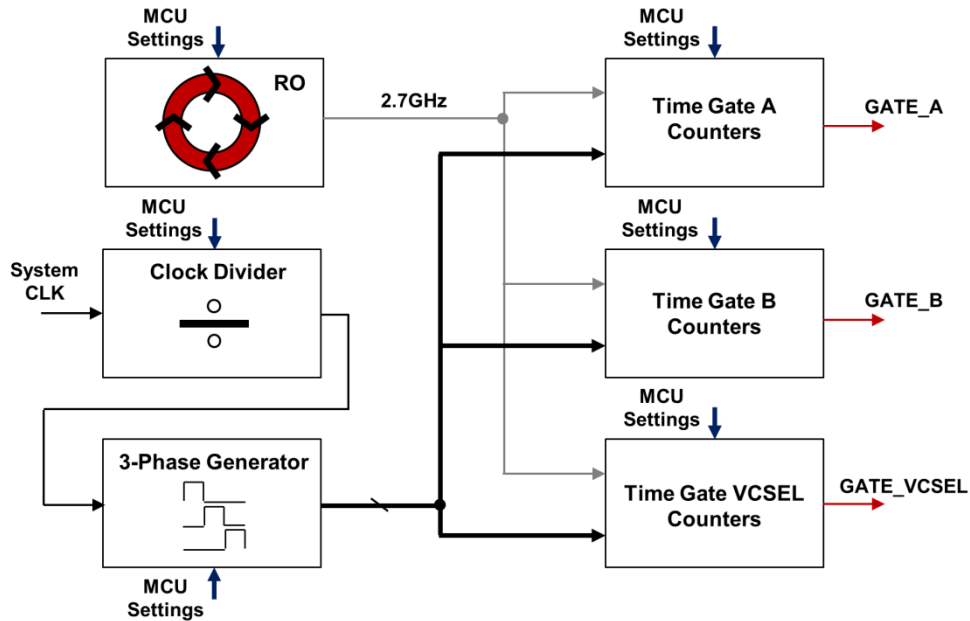 MCU
Settings
RO
2.7GHz
MCU
Settings
Time Gate A
Counters
GATE_A
MCU
Settings
System
CLK
Clock Divider
MCU
Settings
Time Gate B
Counters
GATE_B
3-Phase Generator
MCU
Settings
MCU
Settings
Time Gate VCSEL
Counters
GATE_VCSEL